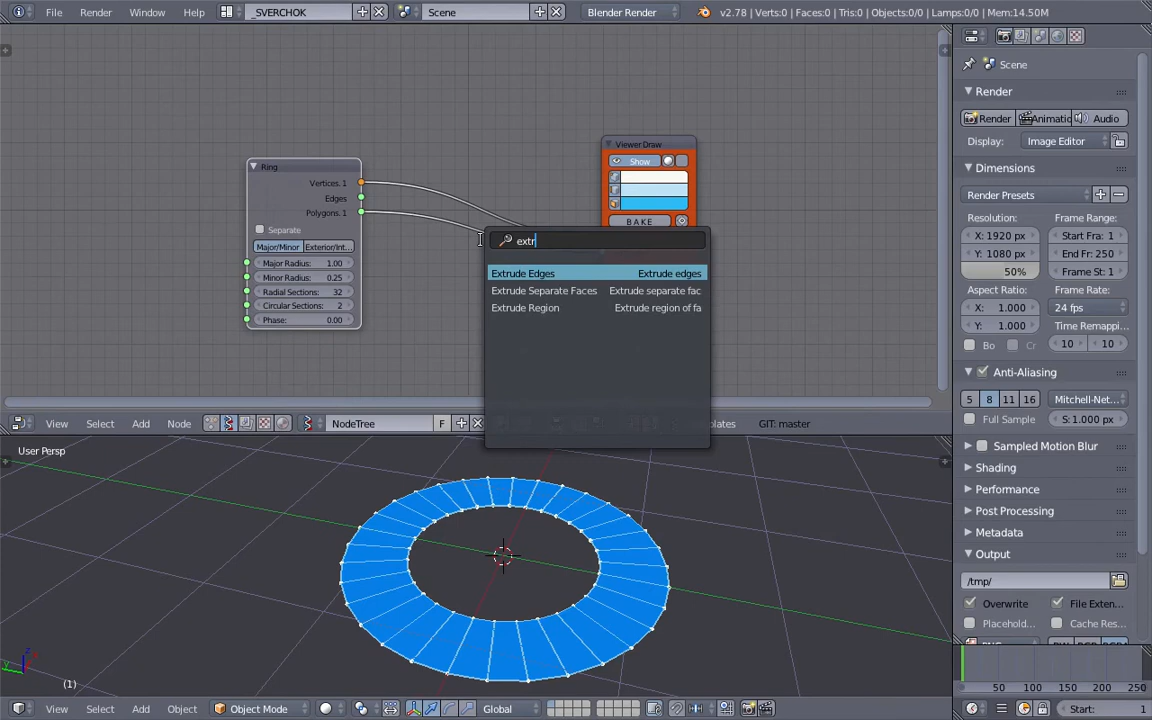 File Render Window Help _SVERCHOK Scene Blender Render v2.78 | Verts:0 | Faces:0 | Tris:0 | Objects:0/0 | Lamps:0/0 | Mem:14.50M
Scene
Render
Render Animatic Audio
Display: Image Editor
Dimensions
Render Presets
Resolution: Frame Range:
X: 1920 px Start Fra: 1
Y: 1080 px End Fr: 250
50% Frame St: 1
Aspect Ratio: Frame Rate:
X: 1.000 24 fps
Y: 1.000 Time Remappi...
Bo Cr 10 10
Anti-Aliasing
5 8 11 16 Mitchell-Net...
Full Sample S: 1.000 px
Sampled Motion Blur
Shading
Performance
Post Processing
Metadata
Output
/tmp/
Overwrite File Exten...
Placehold... Cache Res...
Ring
Vertices. 1
Edges
Polygons. 1
Separate
Major/Minor Exterior/Int...
Major Radius: 1.00
Minor Radius: 0.25
Radial Sections: 32
Circular Sections: 2
Phase: 0.00
Viewer Draw
Show
BAKE
extr
Extrude Edges Extrude edges
Extrude Separate Faces Extrude separate fac
Extrude Region Extrude region of fa
View Select Add Node NodeTree F plates GIT: master
User Persp
(1)
View Select Add Object Object Mode Global
50 100 150 200 250
Start: 1